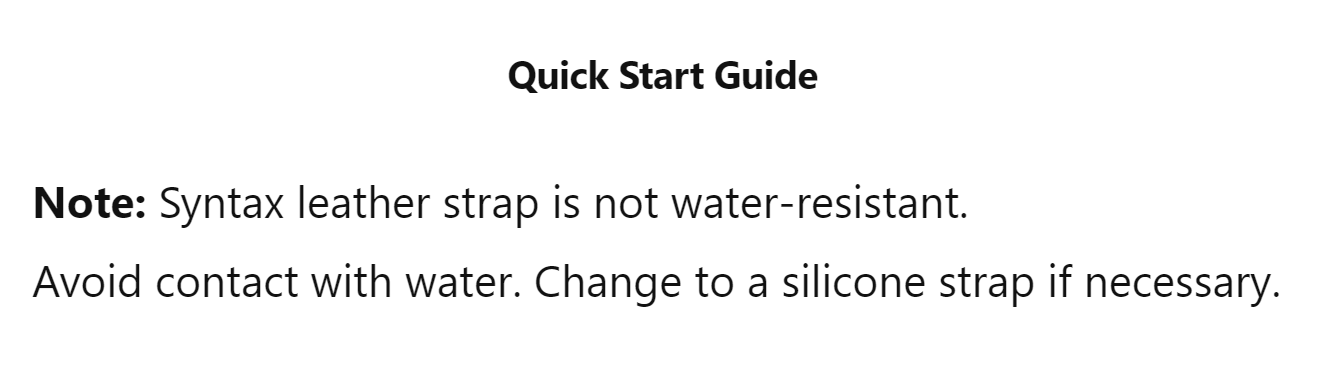 Quick Start Guide
Note: Syntax leather strap is not water-resistant.
Avoid contact with water. Change to a silicone strap if necessary.